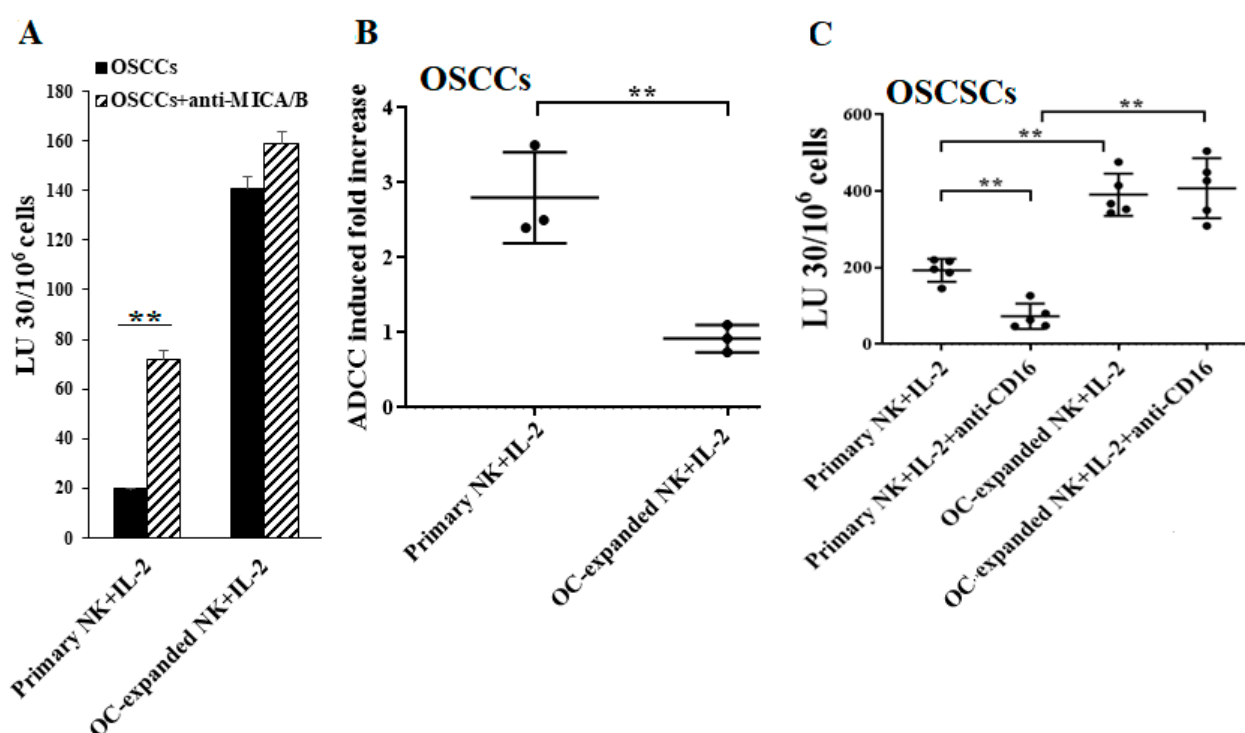 A
OSCCs
OSCCs+anti-MICA/B
LU 30/10⁶ cells
180
160
140
120
100
80
60
40
20
0
**
Primary NK+IL-2
OC-expanded NK+IL-2
B
OSCCs
ADCC induced fold increase
4
3
2
1
0
**
Primary NK+IL-2
OC-expanded NK+IL-2
C
OSCSCs
LU 30/10⁶ cells
600
400
200
0
**
**
**
Primary NK+IL-2
Primary NK+IL-2+anti-CD16
OC-expanded NK+IL-2
OC-expanded NK+IL-2+anti-CD16